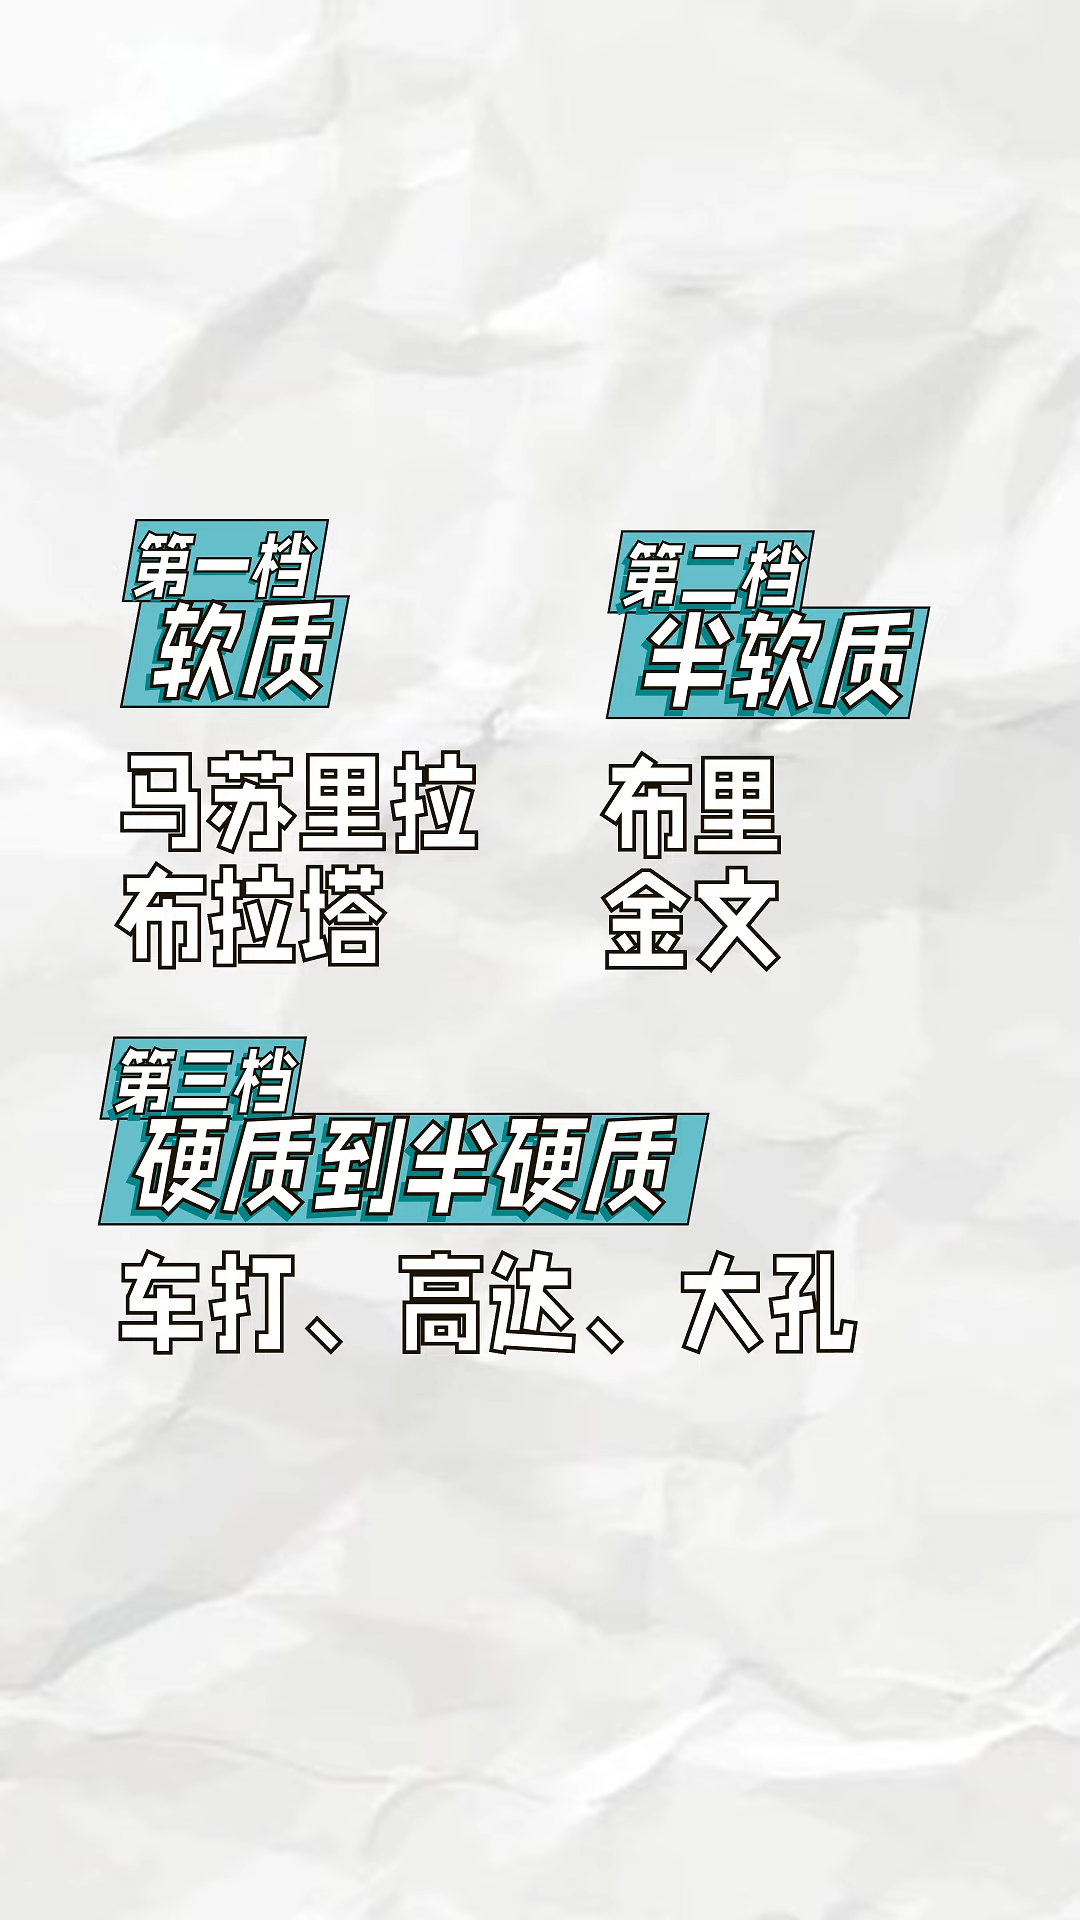 第一档
软质
马苏里拉
布拉塔
第二档
半软质
布里
金文
第三档
硬质到半硬质
车打、高达、大孔